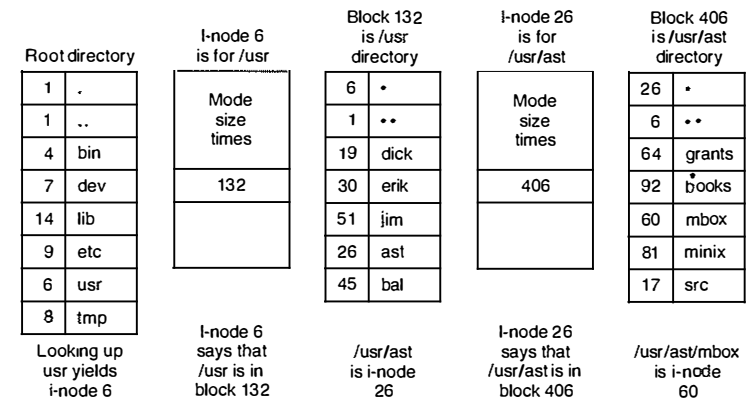 Root directory
1 .
1 ..
4 bin
7 dev
14 lib
9 etc
6 usr
8 tmp
Looking up
usr yields
i-node 6
I-node 6
is for /usr
Mode
size
times
132
I-node 6
says that
/usr is in
block 132
Block 132
is /usr
directory
6 •
1 ••
19 dick
30 erik
51 jim
26 ast
45 bal
/usr/ast
is i-node
26
I-node 26
is for
/usr/ast
Mode
size
times
406
I-node 26
says that
/usr/ast is in
block 406
Block 406
is /usr/ast
directory
26 •
6 ••
64 grants
92 books
60 mbox
81 minix
17 src
/usr/ast/mbox
is i-node
60